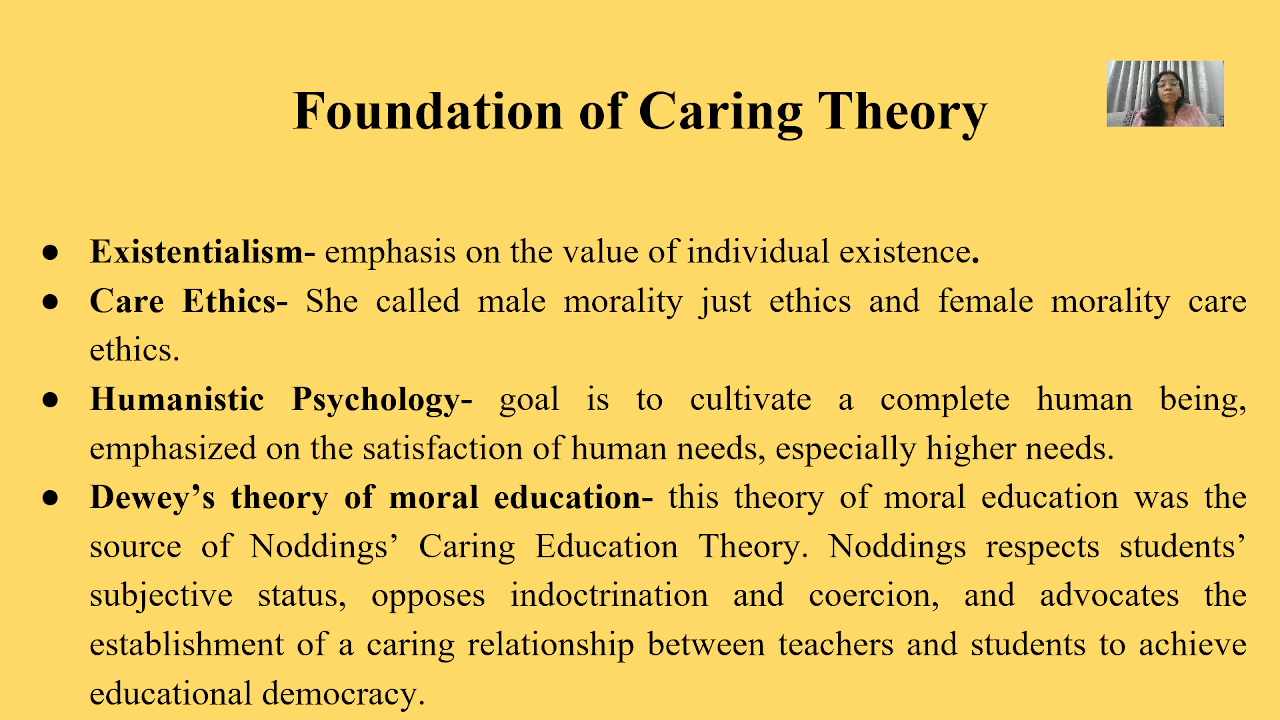 Foundation of Caring Theory
● Existentialism- emphasis on the value of individual existence.
● Care Ethics- She called male morality just ethics and female morality care
ethics.
● Humanistic Psychology- goal is to cultivate a complete human being,
emphasized on the satisfaction of human needs, especially higher needs.
● Dewey’s theory of moral education- this theory of moral education was the
source of Noddings’ Caring Education Theory. Noddings respects students’
subjective status, opposes indoctrination and coercion, and advocates the
establishment of a caring relationship between teachers and students to achieve
educational democracy.